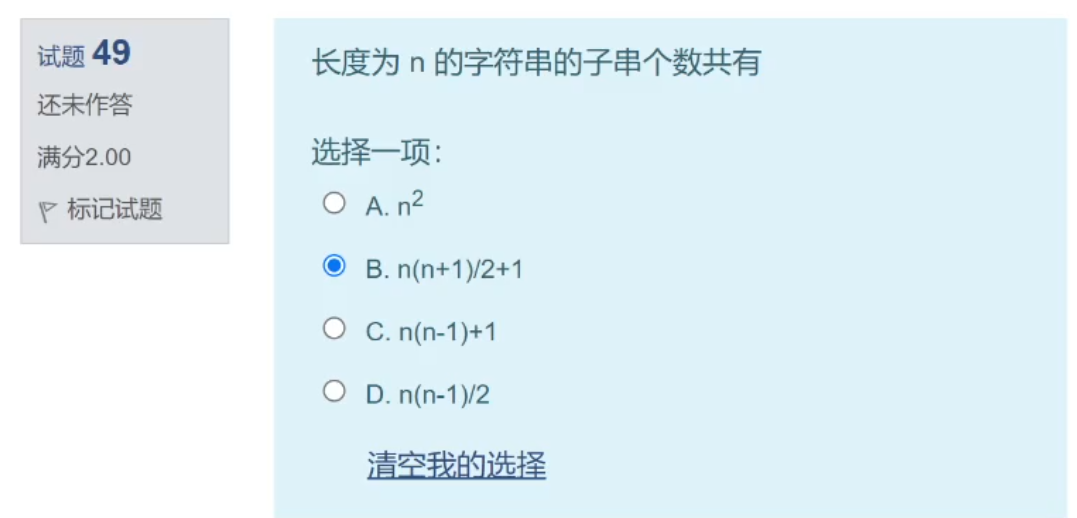 试题 49
还未作答
满分2.00
标记试题
长度为 n 的字符串的子串个数共有
选择一项：
A. n²
B. n(n+1)/2+1
C. n(n-1)+1
D. n(n-1)/2
清空我的选择